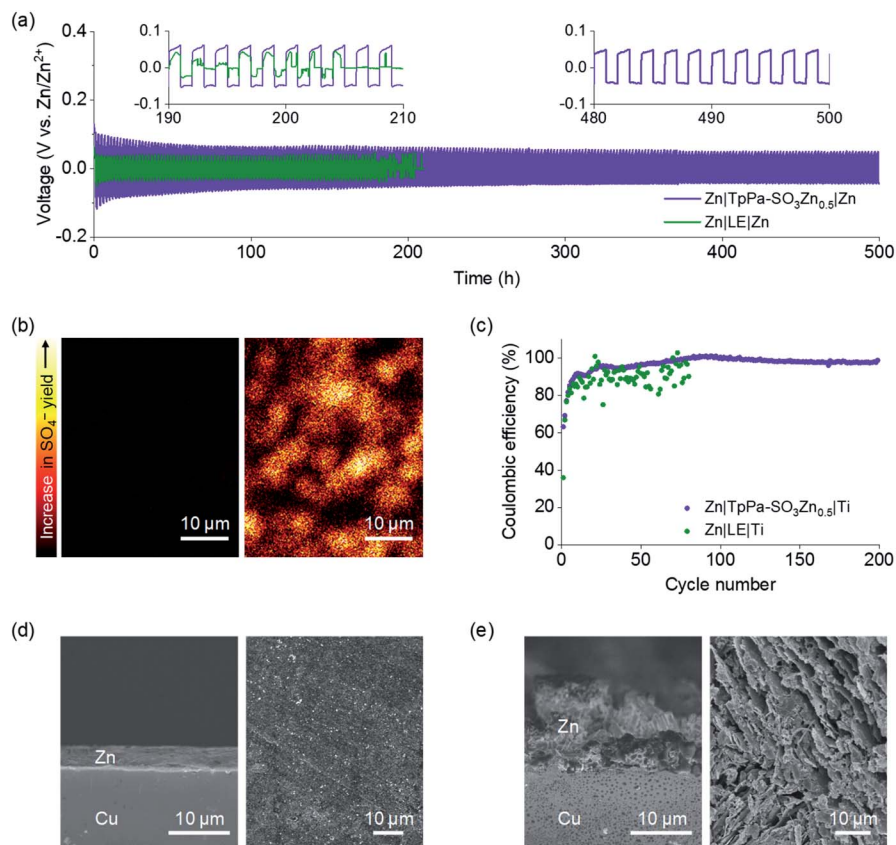 (a)
0.1
0.0
-0.1
190
200
210
0.1
0.0
-0.1
480
490
500
0.4
0.2
0.0
-0.2
Voltage (V vs. Zn/Zn²⁺)
0
100
200
300
400
500
Time (h)
Zn|TpPa-SO₃Zn₀.₅|Zn
Zn|LE|Zn
(b)
Increase in SO₄⁻ yield
10 µm
10 µm
(c)
100
80
60
40
20
0
Coulombic efficiency (%)
0
50
100
150
200
Cycle number
Zn|TpPa-SO₃Zn₀.₅|Ti
Zn|LE|Ti
(d)
Zn
Cu
10 µm
10 µm
(e)
Zn
Cu
10 µm
10 µm